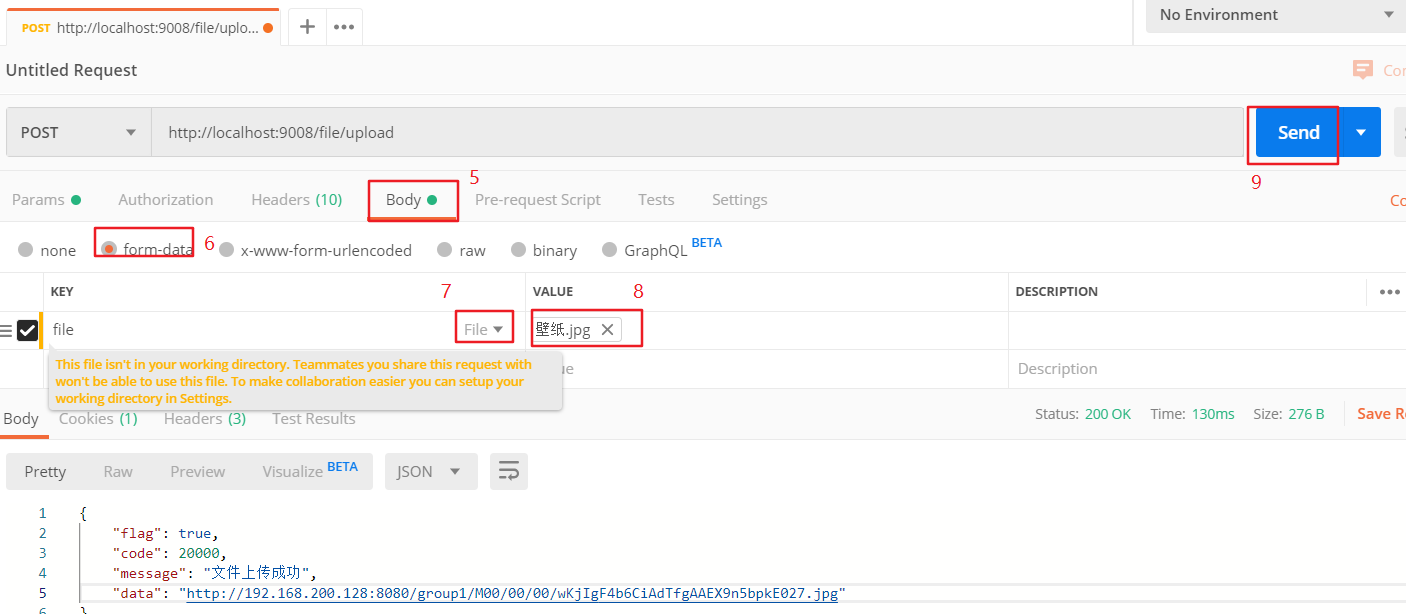 POST http://localhost:9008/file/uplo... + ••• No Environment
Untitled Request
POST http://localhost:9008/file/upload Send
9
5
Params Authorization Headers (10) Body Pre-request Script Tests Settings
none form-data 6 x-www-form-urlencoded raw binary GraphQL BETA
7 8
KEY VALUE DESCRIPTION •••
file File 壁纸.jpg ✕
Description
This file isn't in your working directory. Teammates you share this request with
won't be able to use this file. To make collaboration easier you can setup your
working directory in Settings.
Body Cookies (1) Headers (3) Test Results Status: 200 OK Time: 130ms Size: 276 B Save
Pretty Raw Preview Visualize BETA JSON
1 {
2 "flag": true,
3 "code": 20000,
4 "message": "文件上传成功",
5 "data": "http://192.168.200.128:8080/group1/M00/00/00/wKjIgF4b6CiAdTfgAAEX9n5bpkE027.jpg"
6 }